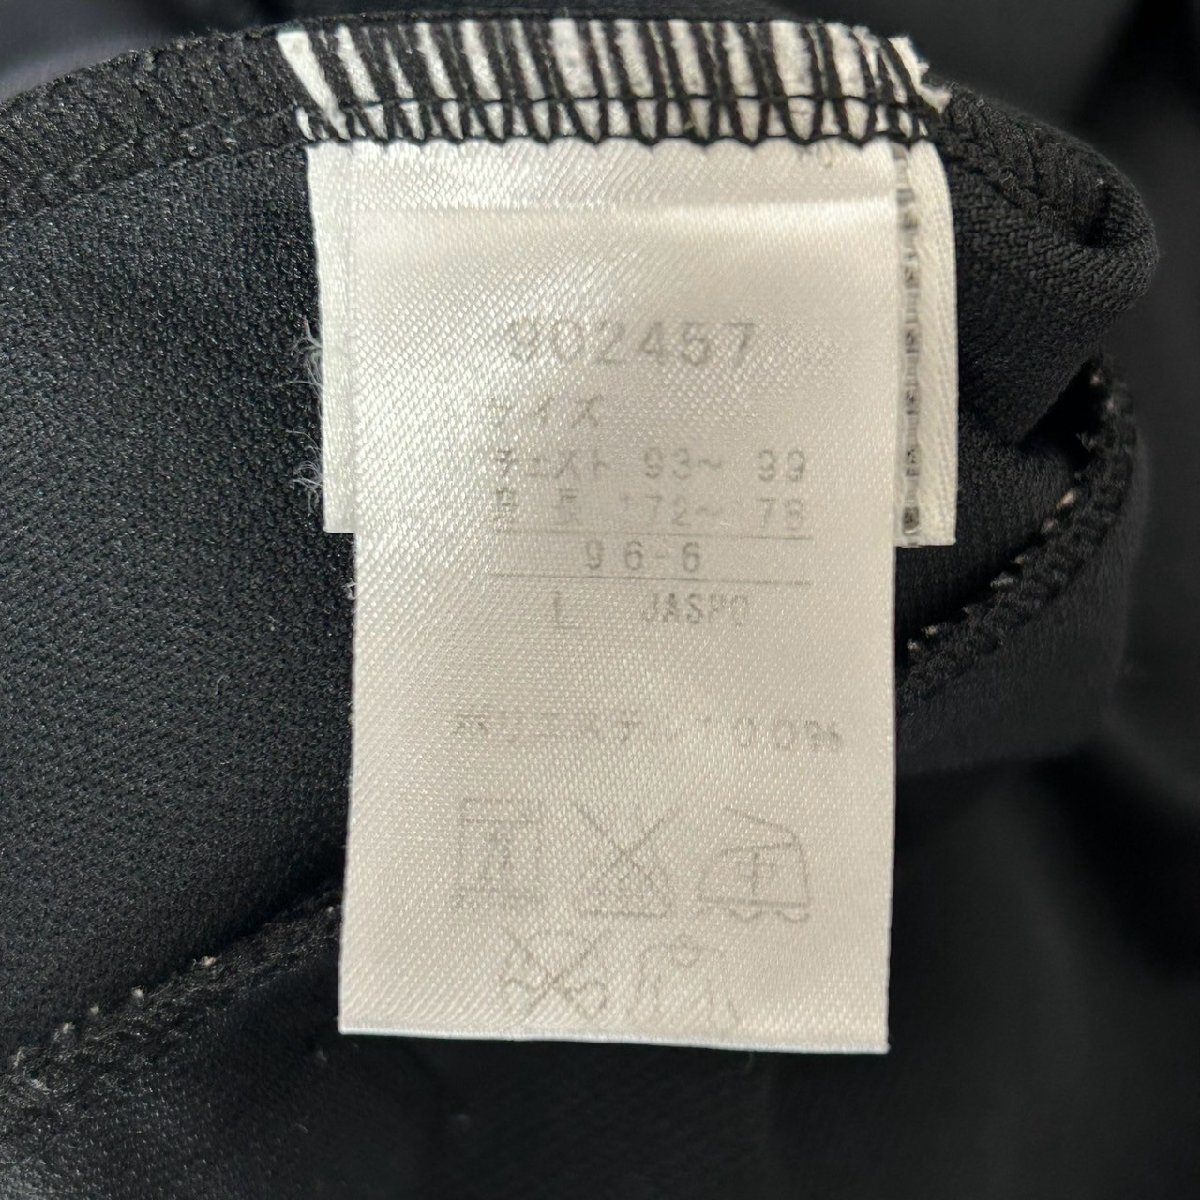 902457
サイズ
チェスト 93~ 99
身 長 172~ 178
96-6
L JASPO
ポリエステル 100%